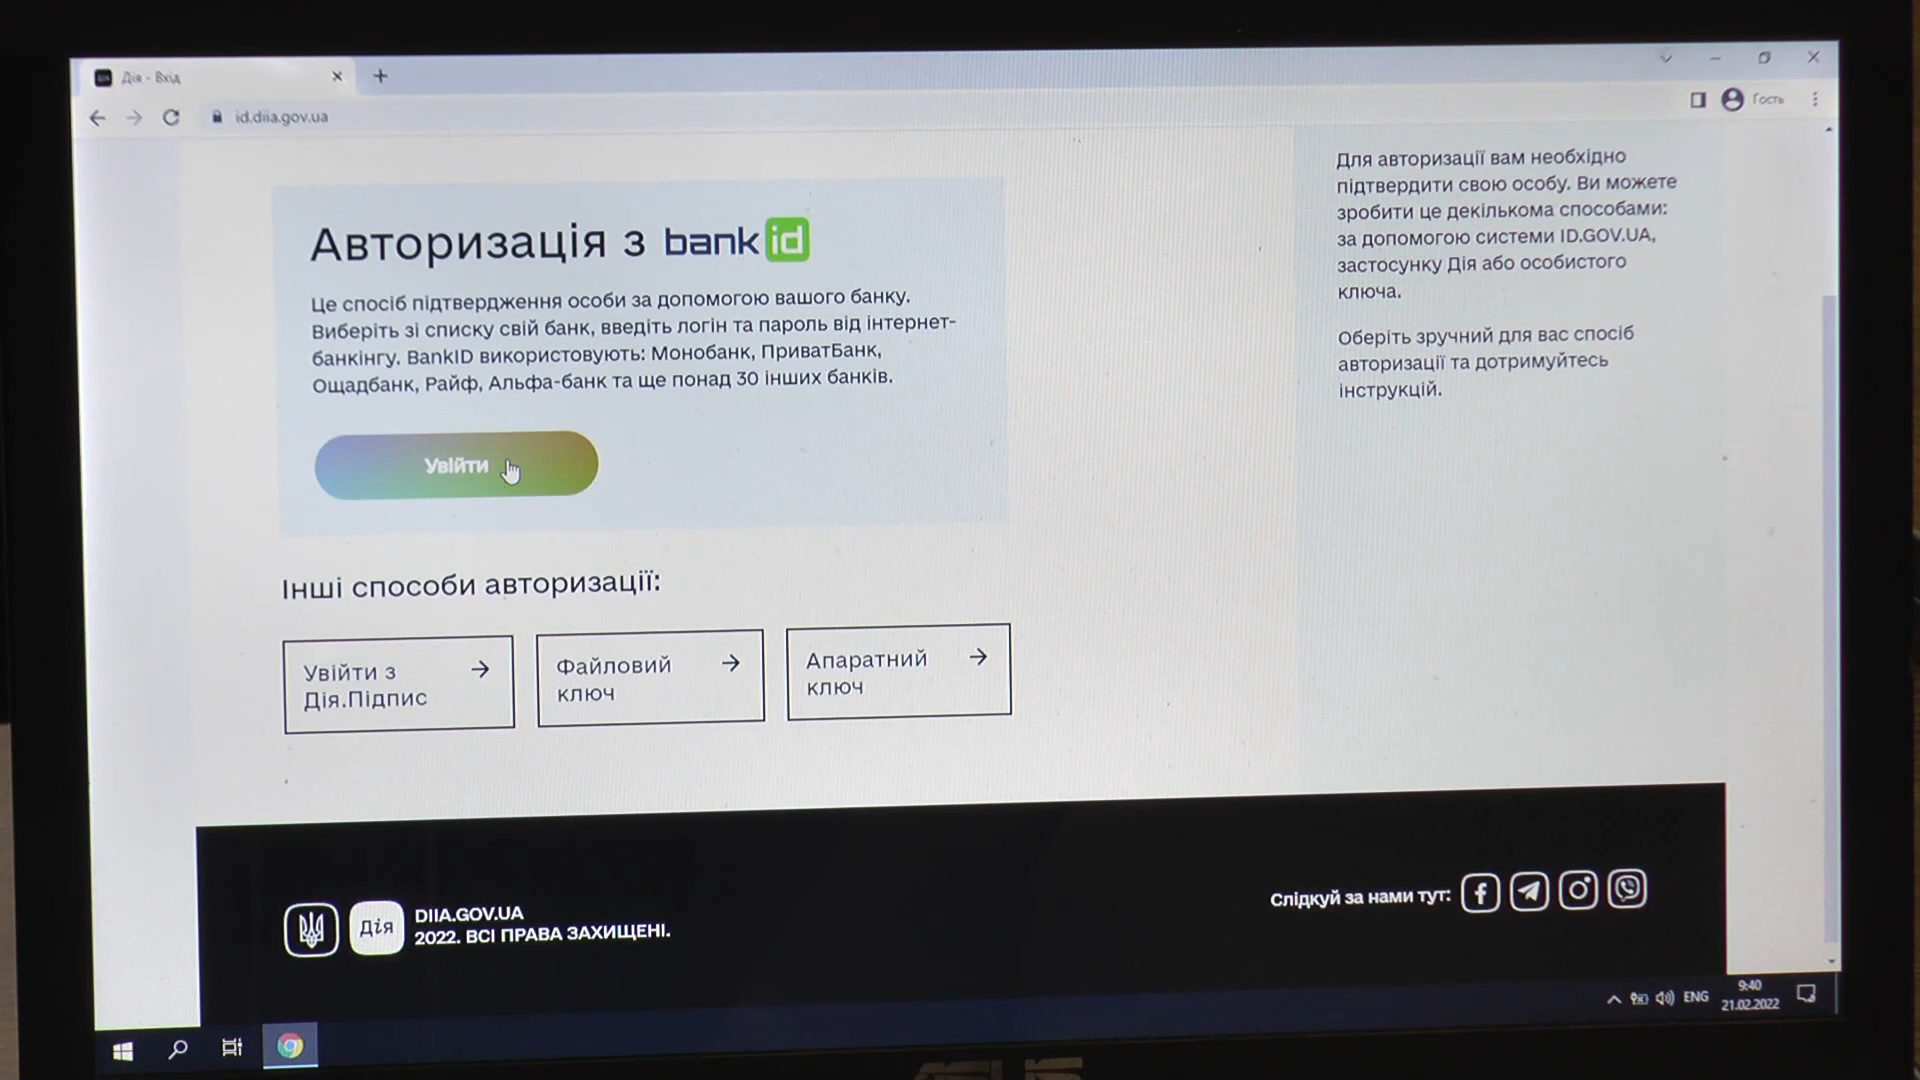 Дія - Вхід
id.diia.gov.ua
Гость
Авторизація з bank id
Це спосіб підтвердження особи за допомогою вашого банку.
Виберіть зі списку свій банк, введіть логін та пароль від інтернет-
банкінгу. BankID використовують: Монобанк, ПриватБанк,
Ощадбанк, Райф, Альфа-банк та ще понад 30 інших банків.
Увійти
Інші способи авторизації:
Увійти з
Дія.Підпис
Файловий
ключ
Апаратний
ключ
Для авторизації вам необхідно
підтвердити свою особу. Ви можете
зробити це декількома способами:
за допомогою системи ID.GOV.UA,
застосунку Дія або особистого
ключа.
Оберіть зручний для вас спосіб
авторизації та дотримуйтесь
інструкцій.
Дія
DIIA.GOV.UA
2022. ВСІ ПРАВА ЗАХИЩЕНІ.
Слідкуй за нами тут:
ENG
9:40
21.02.2022